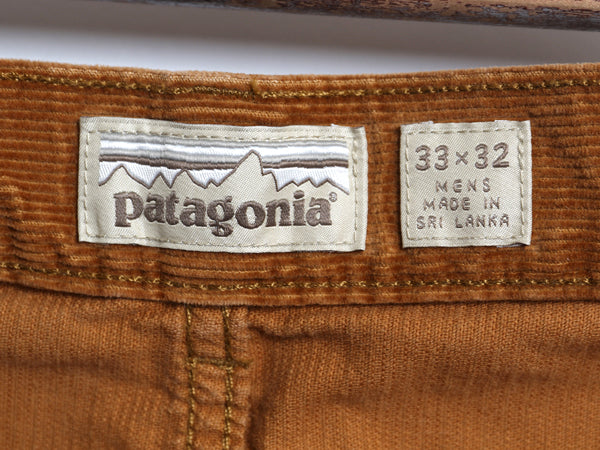 patagonia®
33×32
MENS
MADE IN
SRI LANKA